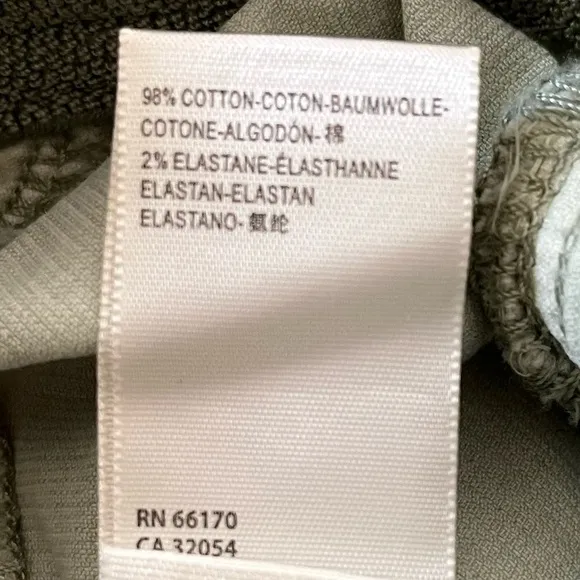 98% COTTON-COTON-BAUMWOLLE-
COTONE-ALGODÓN-棉
2% ELASTANE-ÉLASTHANNE
ELASTAN-ELASTAN
ELASTANO-氨纶
RN 66170
CA 32054